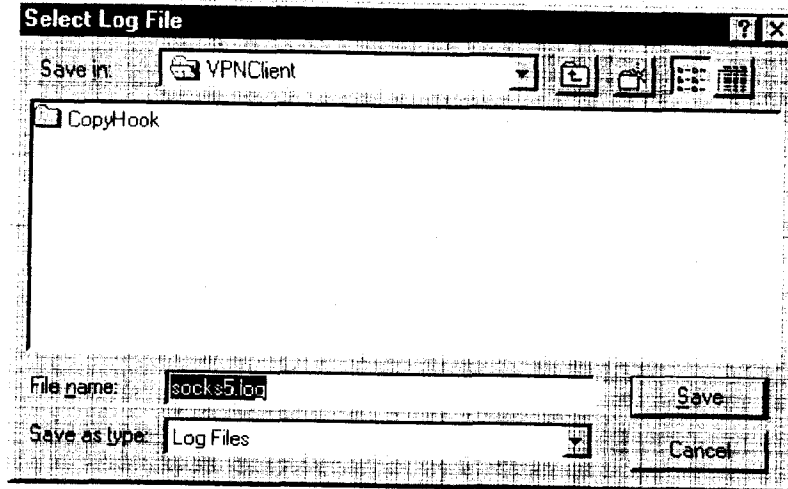 Select Log File
Save in: VPNClient
CopyHook
File name: socks5.log
Save
Save as type: Log Files
Cancel